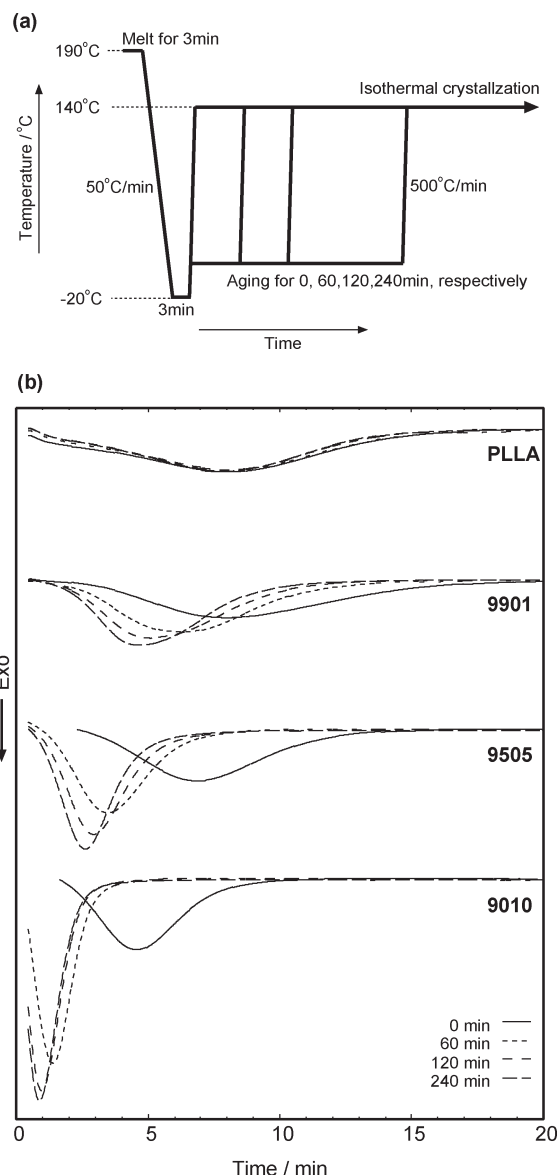 (a)
Melt for 3min
190°C
Isothermal crystallzation
140°C
Temperature /°C
50°C/min
500°C/min
Aging for 0, 60,120,240min, respectively
-20°C
3min
Time
(b)
PLLA
9901
Exo
9505
9010
0 min
60 min
120 min
240 min
0 5 10 15 20
Time / min